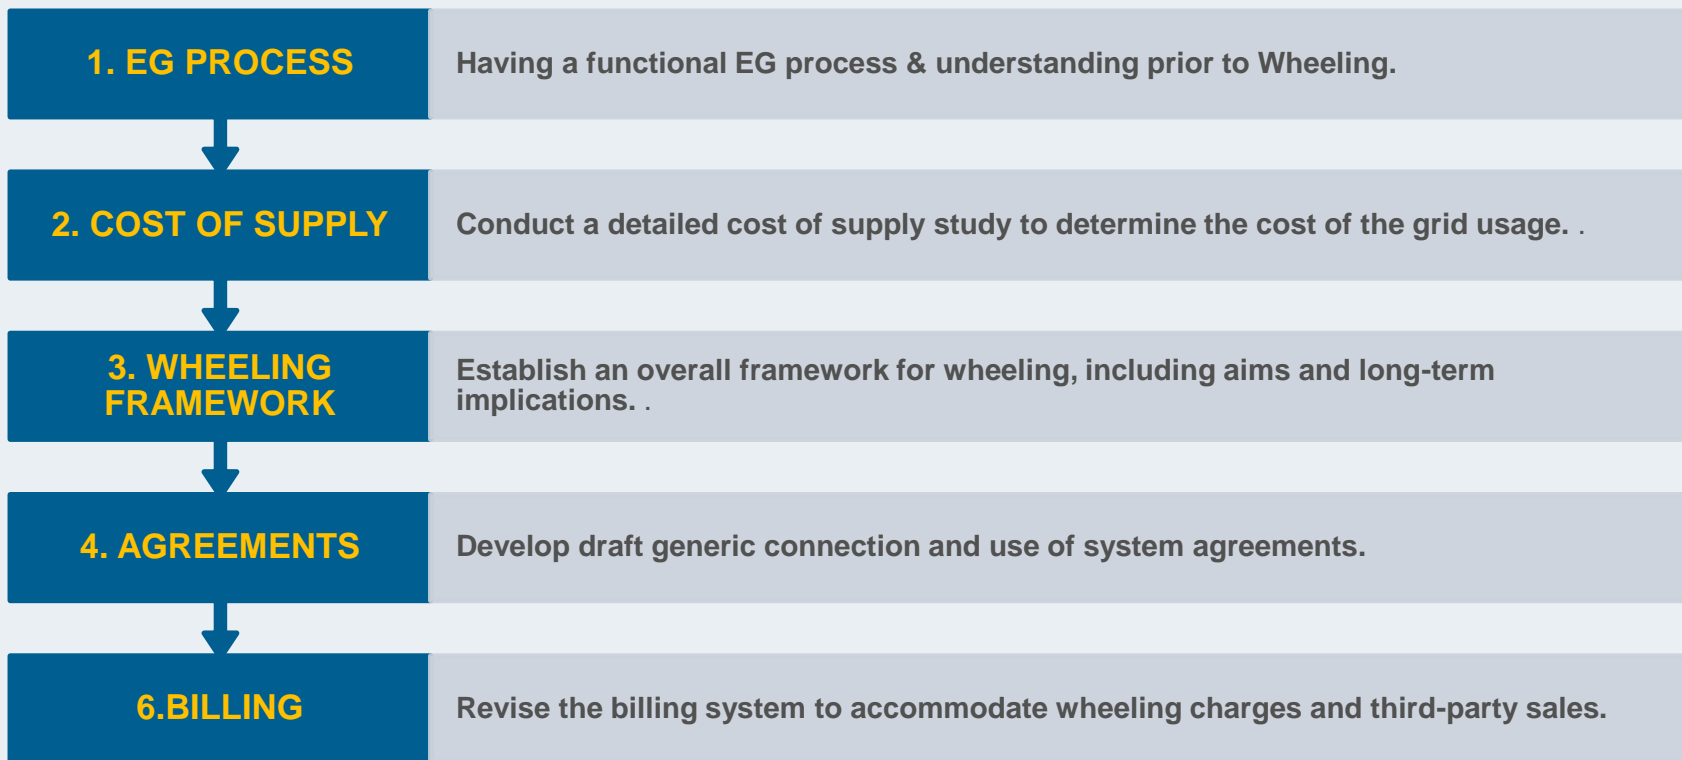 1. EG PROCESS
Having a functional EG process & understanding prior to Wheeling.
2. COST OF SUPPLY
Conduct a detailed cost of supply study to determine the cost of the grid usage. .
3. WHEELING
FRAMEWORK
Establish an overall framework for wheeling, including aims and long-term
implications. .
4. AGREEMENTS
Develop draft generic connection and use of system agreements.
6.BILLING
Revise the billing system to accommodate wheeling charges and third-party sales.